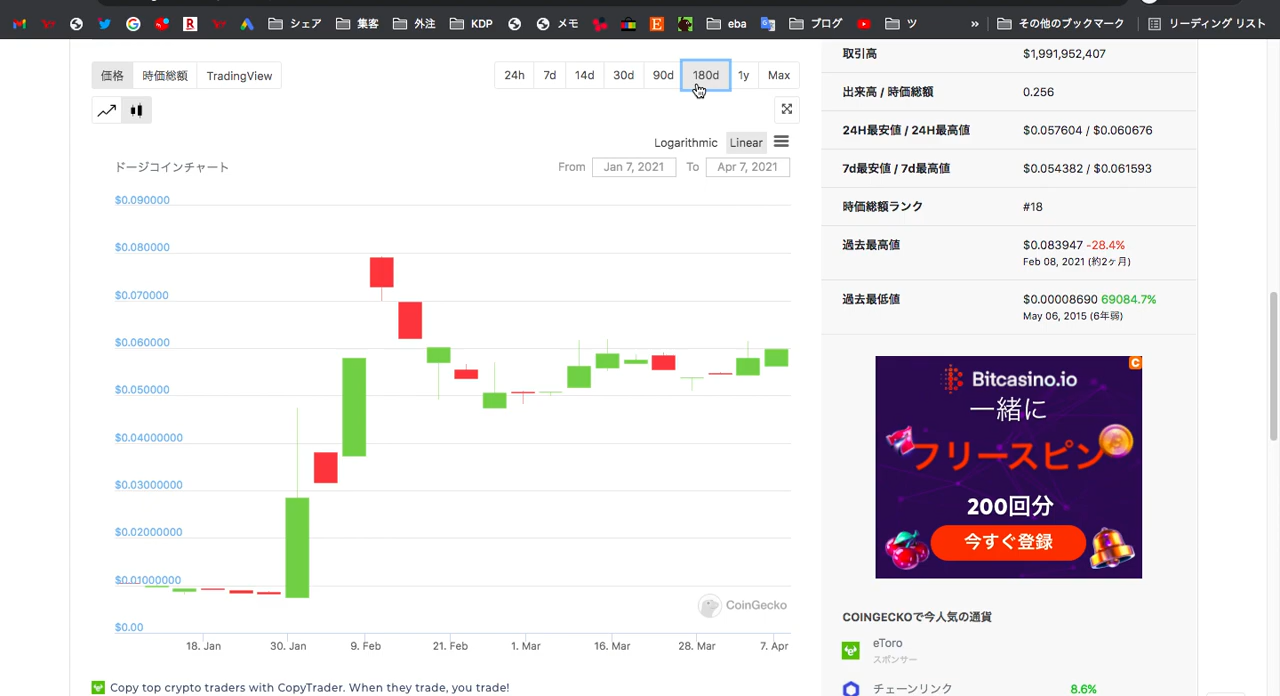 シェア 集客 外注 KDP メモ eba ブログ ツ » その他のブックマーク リーディング リスト
価格 時価総額 TradingView
24h 7d 14d 30d 90d 180d 1y Max
Logarithmic Linear
ドージコインチャート
From Jan 7, 2021 To Apr 7, 2021
$0.090000
$0.080000
$0.070000
$0.060000
$0.050000
$0.04000000
$0.03000000
$0.02000000
$0.01000000
$0.00
CoinGecko
18. Jan 30. Jan 9. Feb 21. Feb 1. Mar 16. Mar 28. Mar 7. Apr
Copy top crypto traders with CopyTrader. When they trade, you trade!
取引高 $1,991,952,407
出来高 / 時価総額 0.256
24H最安値 / 24H最高値 $0.057604 / $0.060676
7d最安値 / 7d最高値 $0.054382 / $0.061593
時価総額ランク #18
過去最高値 $0.083947 -28.4%
Feb 08, 2021 (約2ヶ月)
過去最低値 $0.00008690 69084.7%
May 06, 2015 (6年弱)
Bitcasino.io
一緒に
フリースピン
200回分
今すぐ登録
COINGECKOで今人気の通貨
eToro
スポンサー
チェーンリンク 8.6%